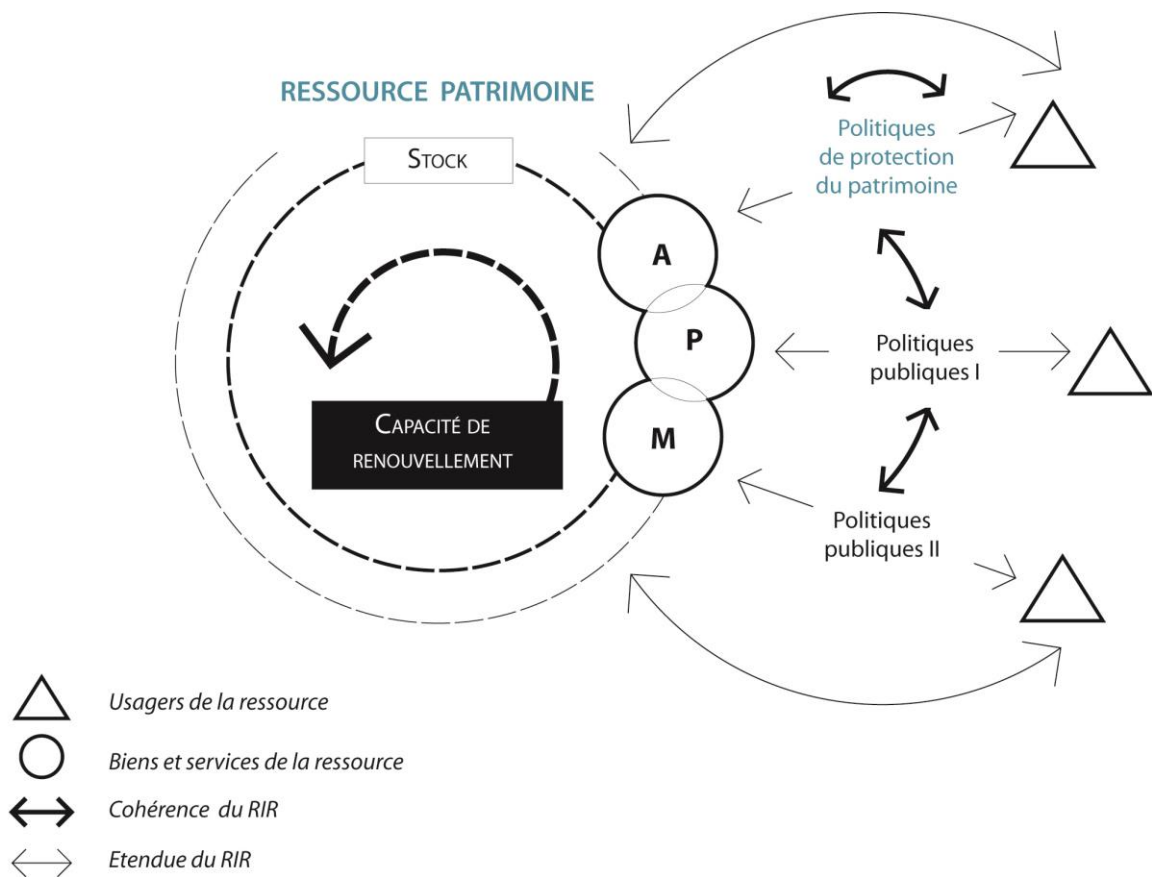 RESSOURCE PATRIMOINE
STOCK
CAPACITÉ DE
RENOUVELLEMENT
A
P
M
Politiques
de protection
du patrimoine
Politiques
publiques I
Politiques
publiques II
Usagers de la ressource
Biens et services de la ressource
Cohérence du RIR
Etendue du RIR